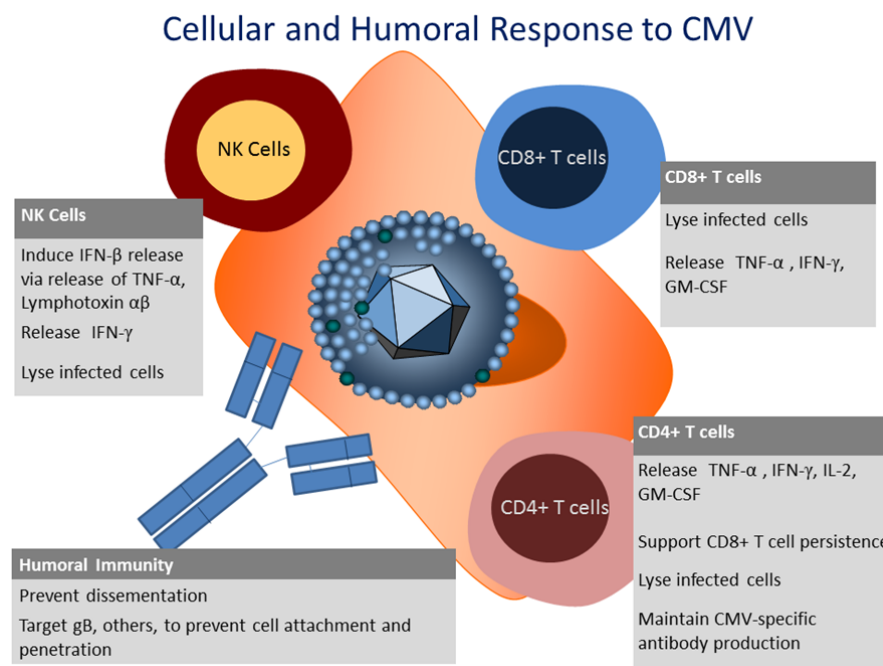 Cellular and Humoral Response to CMV
NK Cells
CD8+ T cells
CD8+ T cells
Lyse infected cells
Release TNF-α , IFN-γ,
GM-CSF
NK Cells
Induce IFN-β release
via release of TNF-α,
Lymphotoxin αβ
Release IFN-γ
Lyse infected cells
CD4+ T cells
CD4+ T cells
Release TNF-α , IFN-γ, IL-2,
GM-CSF
Support CD8+ T cell persistence
Lyse infected cells
Maintain CMV-specific
antibody production
Humoral Immunity
Prevent dissementation
Target gB, others, to prevent cell attachment and
penetration